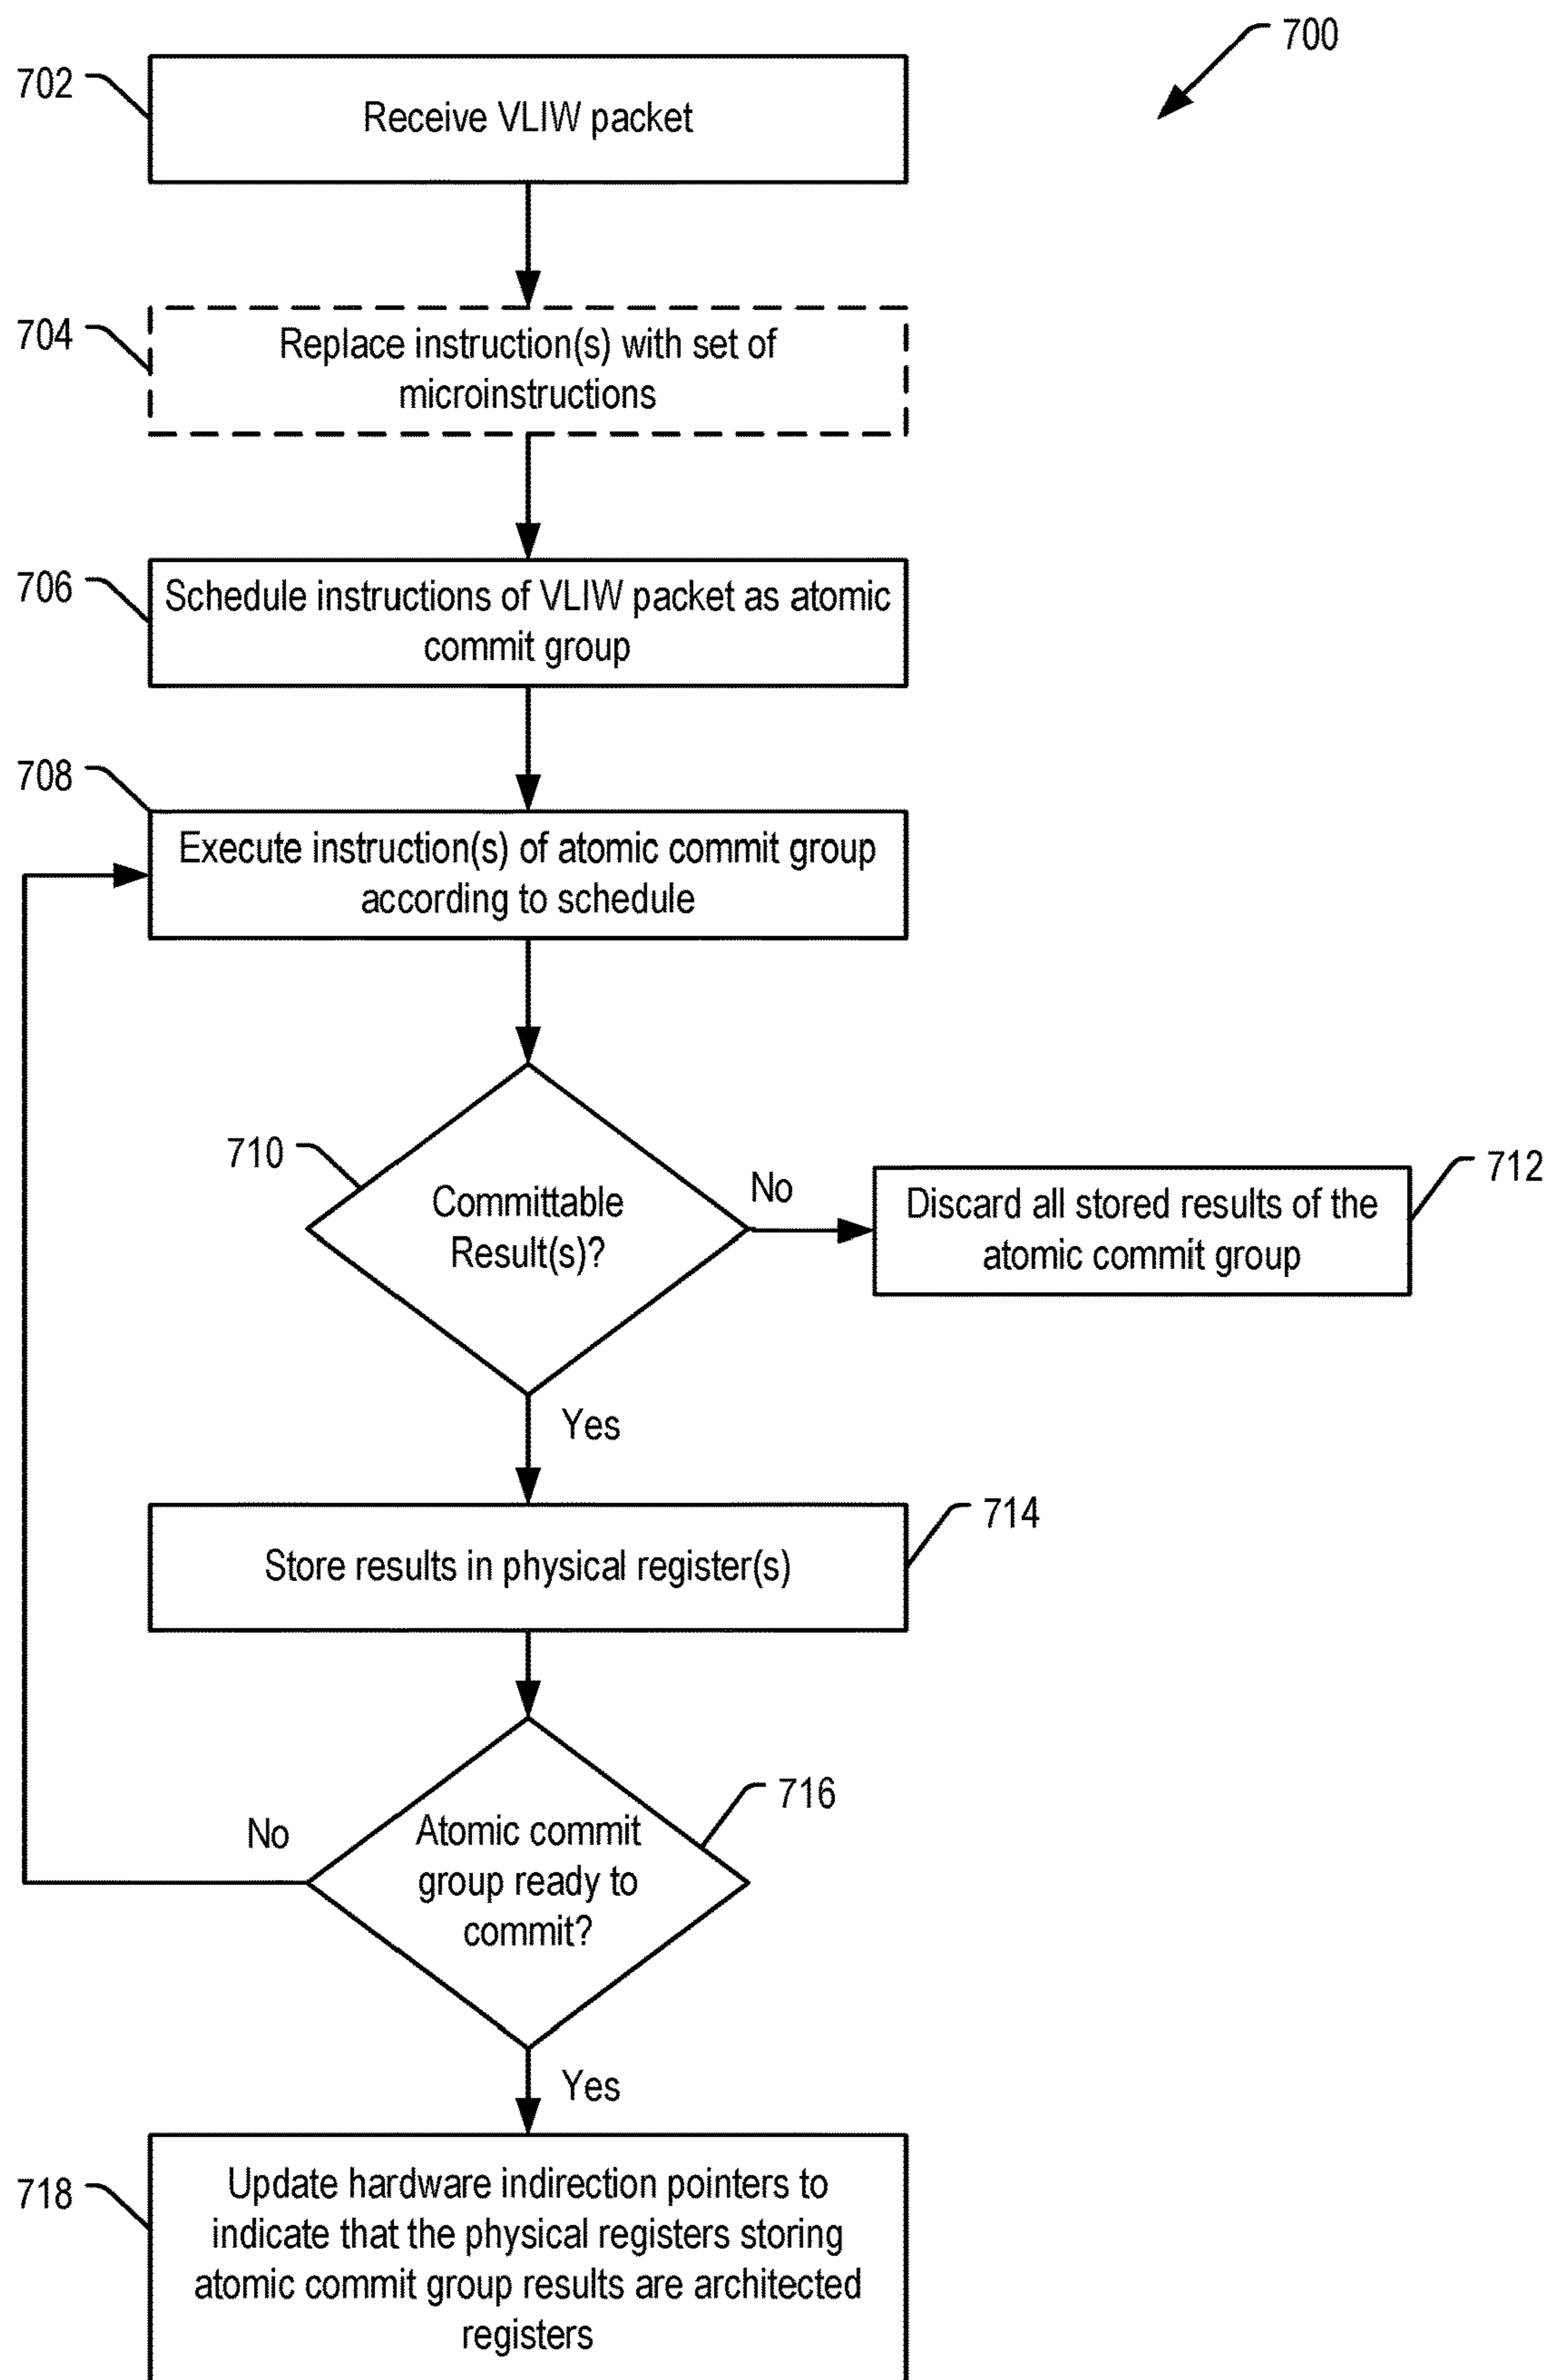 700
702
Receive VLIW packet
704
Replace instruction(s) with set of
microinstructions
706
Schedule instructions of VLIW packet as atomic
commit group
708
Execute instruction(s) of atomic commit group
according to schedule
710
Committable
Result(s)?
No
712
Discard all stored results of the
atomic commit group
Yes
714
Store results in physical register(s)
716
Atomic commit
group ready to
commit?
No
Yes
718
Update hardware indirection pointers to
indicate that the physical registers storing
atomic commit group results are architected
registers